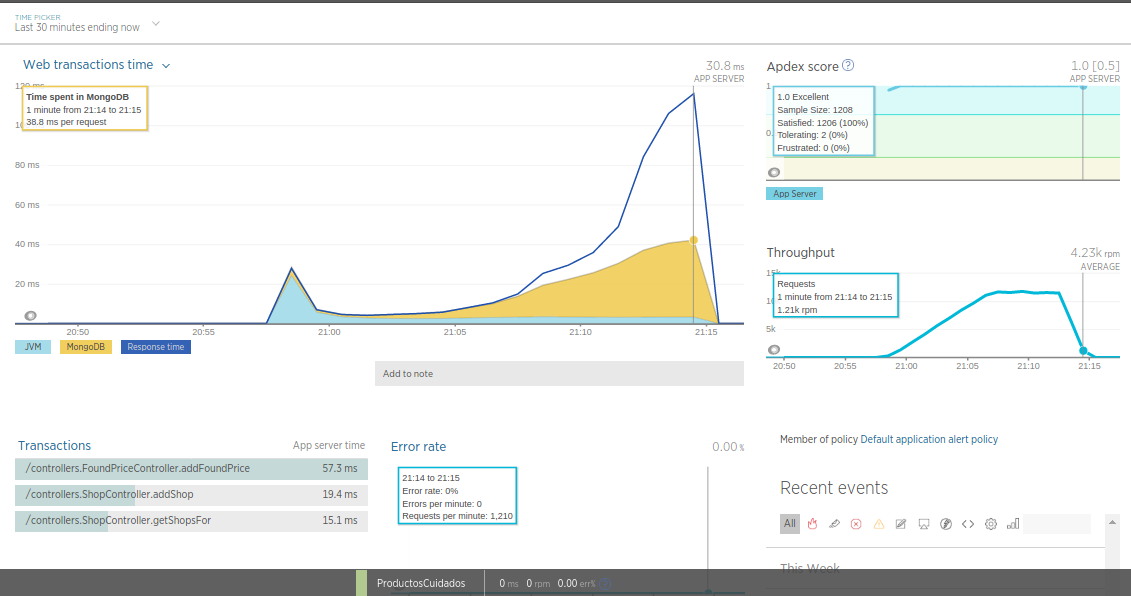 TIME PICKER
Last 30 minutes ending now
Web transactions time
30.8 ms
APP SERVER
Time spent in MongoDB
1 minute from 21:14 to 21:15
38.8 ms per request
80 ms
60 ms
40 ms
20 ms
20:50
20:55
21:00
21:05
21:10
21:15
JVM
MongoDB
Response time
Add to note
Apdex score ?
1.0 [0.5]
APP SERVER
1
1.0 Excellent
Sample Size: 1208
Satisfied: 1206 (100%)
Tolerating: 2 (0%)
Frustrated: 0 (0%)
App Server
Throughput
4.23k rpm
AVERAGE
15k
Requests
1 minute from 21:14 to 21:15
1.21k rpm
5k
20:50
20:55
21:00
21:05
21:10
21:15
Transactions
App server time
/controllers.FoundPriceController.addFoundPrice 57.3 ms
/controllers.ShopController.addShop 19.4 ms
/controllers.ShopController.getShopsFor 15.1 ms
Error rate
0.00 %
21:14 to 21:15
Error rate: 0%
Errors per minute: 0
Requests per minute: 1,210
Member of policy Default application alert policy
Recent events
All
This Week
ProductosCuidados 0 ms 0 rpm 0.00 err%